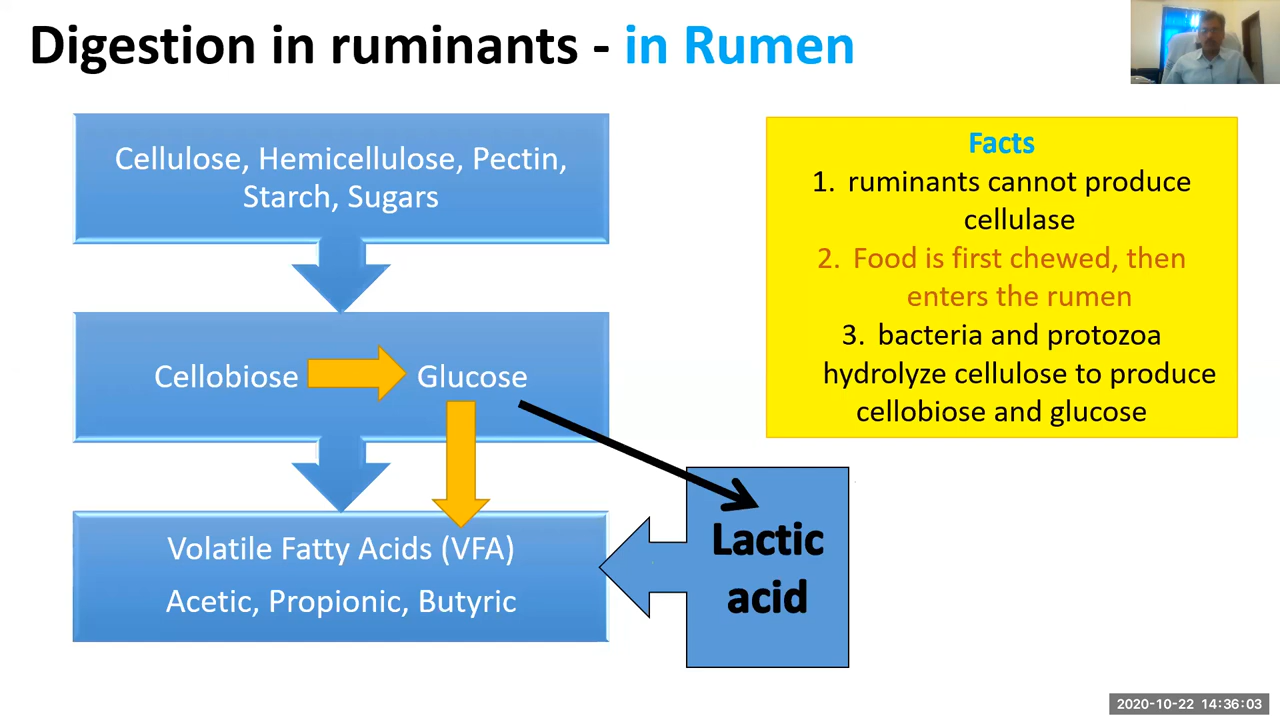 Digestion in ruminants - in Rumen
Cellulose, Hemicellulose, Pectin,
Starch, Sugars
Cellobiose
Glucose
Volatile Fatty Acids (VFA)
Acetic, Propionic, Butyric
Lactic
acid
Facts
1. ruminants cannot produce
cellulase
2. Food is first chewed, then
enters the rumen
3. bacteria and protozoa
hydrolyze cellulose to produce
cellobiose and glucose
2020-10-22 14:36:03